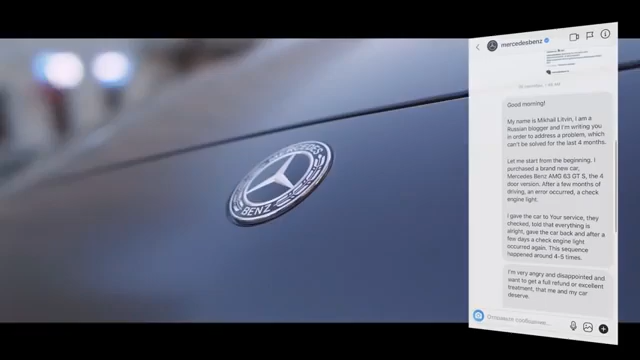 mercedesbenz
Good morning!
My name is Mikhail Litvin, I am a
Russian blogger and I'm writing you
in order to address a problem, which
can't be solved for the last 4 months.
Let me start from the beginning. I
purchased a brand new car,
Mercedes Benz AMG 63 GT S, the 4
door version. After a few months of
driving, an error occurred, a check
engine light.
I gave the car to Your service, they
checked, told that everything is
alright, gave the car back and after a
few days a check engine light
occurred again. This sequence
happened around 4-5 times.
I'm very angry and disappointed and
want to get a full refund or excellent
treatment, that me and my car
deserve.
MERCEDES
BENZ